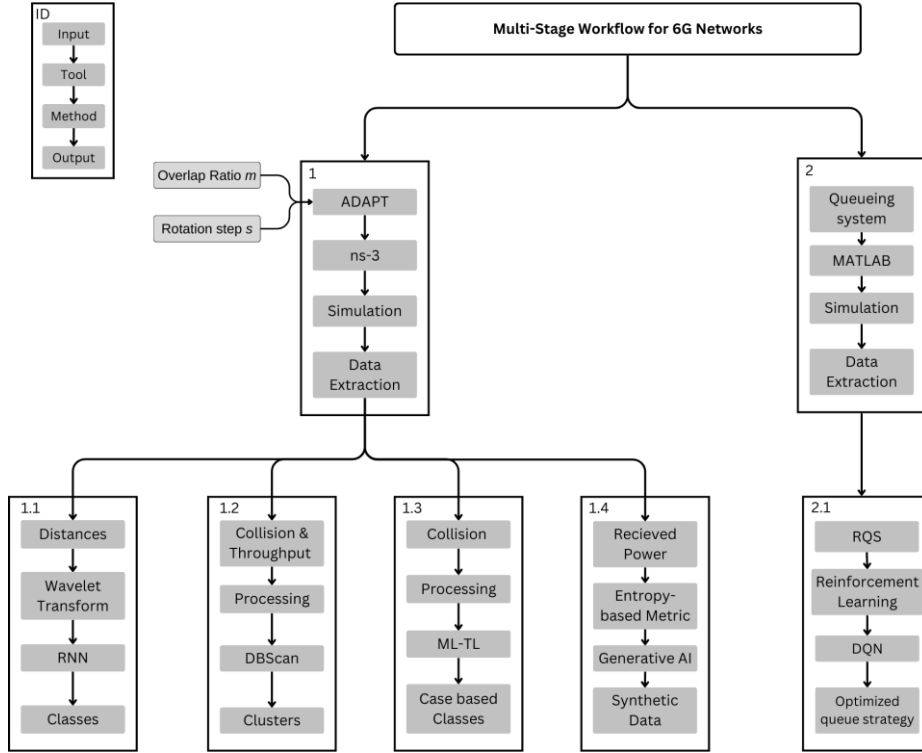 ID
Input
Tool
Method
Output
Multi-Stage Workflow for 6G Networks
Overlap Ratio m
Rotation step s
1
ADAPT
ns-3
Simulation
Data
Extraction
2
Queueing
system
MATLAB
Simulation
Data
Extraction
1.1
Distances
Wavelet
Transform
RNN
Classes
1.2
Collision &
Throughput
Processing
DBScan
Clusters
1.3
Collision
Processing
ML-TL
Case based
Classes
1.4
Recieved
Power
Entropy-
based Metric
Generative AI
Synthetic
Data
2.1
RQS
Reinforcement
Learning
DQN
Optimized
queue strategy